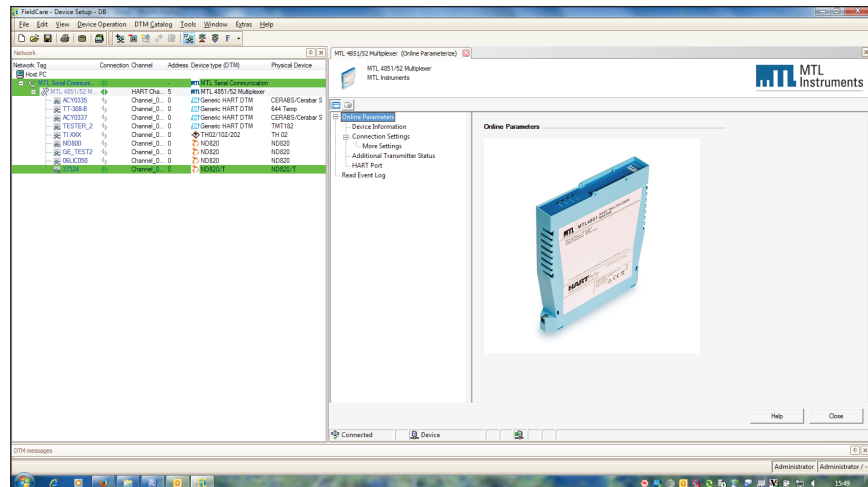 FieldCare - Device Setup - DB
File Edit View Device Operation DTM Catalog Tools Window Extras Help
Network
Network Tag Connection Channel Address Device type (DTM) Physical Device
Host PC
MTL Serial Communi... - MTL Serial Communication
MTL 4851/52 M... HART Cha... 5 MTL 4851/52 Multiplexer
ACY0335 Channel_0... 0 Generic HART DTM CERABS/Cerabar S
TT-308-B Channel_0... 0 Generic HART DTM 644 Temp
ACY0337 Channel_0... 0 Generic HART DTM CERABS/Cerabar S
TESTER_2 Channel_0... 0 Generic HART DTM TMT182
TI XXX Channel_0... 0 TH02/102/202 TH 02
ND800 Channel_0... 0 ND820 ND820
GE_TEST2 Channel_0... 0 ND820 ND820
06LIC050 Channel_0... 0 ND820 ND820
37324 Channel_0... 0 ND820/T ND820/T
MTL 4851/52 Multiplexer (Online Parameterize)
MTL 4851/52 Multiplexer
MTL Instruments
MTL
Instruments
Online Parameters
Device Information
Connection Settings
More Settings
Additional Transmitter Status
HART Port
Read Event Log
Online Parameters
MTL MTL4851 HART MULTIPLEXER
HART
Help Close
Connected Device
DTM messages
Administrator Administrator /
15:49